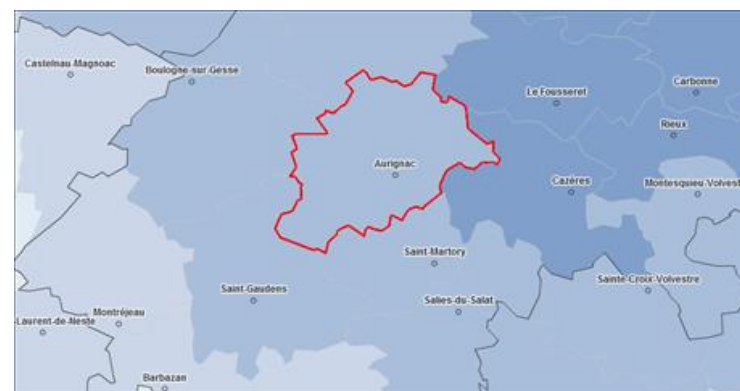 Castelnau-Magnoac
Boulogne-sur-Gesse
Le Fousseret
Carbonne
Rieux
Aurignac
Cazères
Montesquieu-Volvest
Saint-Martory
Saint-Gaudens
Sainte-Croix-Volvestre
Salies-du-Salat
Montréjeau
-Laurent-de-Neste
Barbazan